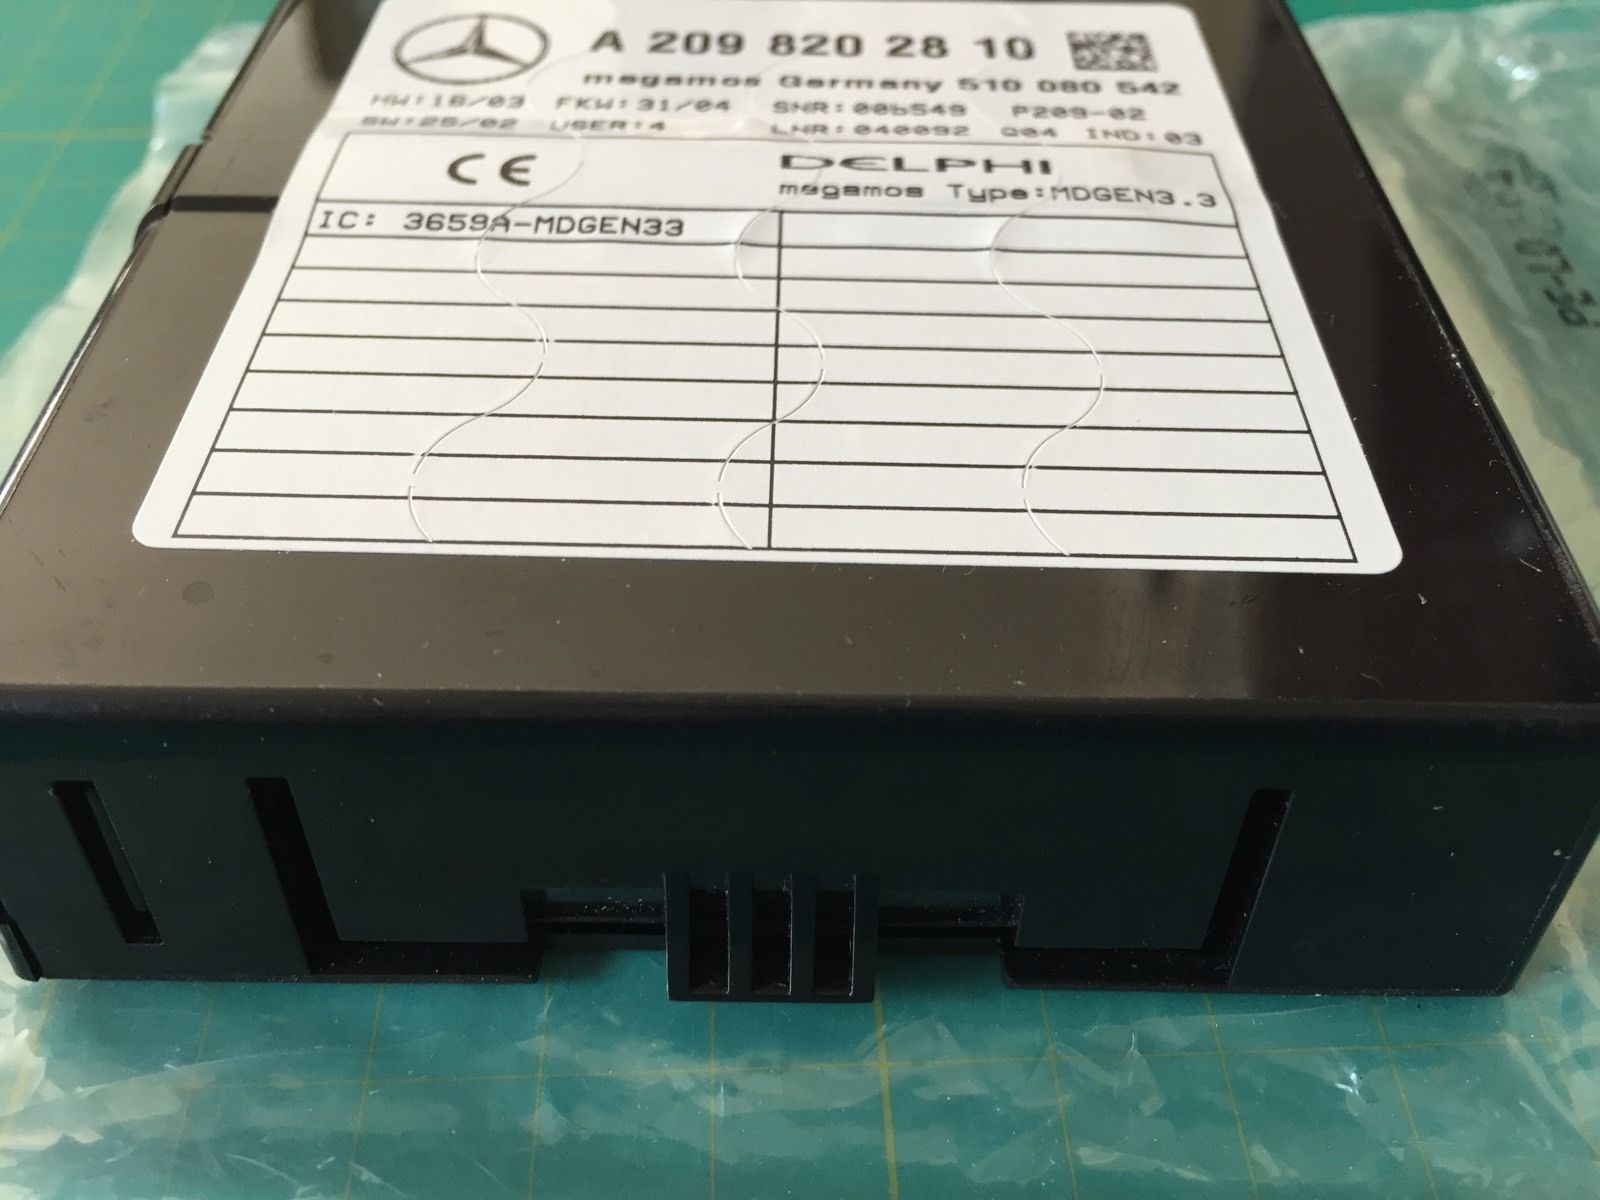 A 209 820 28 10
megamos Germany 510 080 542
HW:16/03 FKW:31/04 SNR:00b549 P209-02
SW:25/02 USER:4 LNR:040092 Q04 IND:03
CE DELPHI
megamos Type:MDGEN3.3
IC: 3659A-MDGEN33